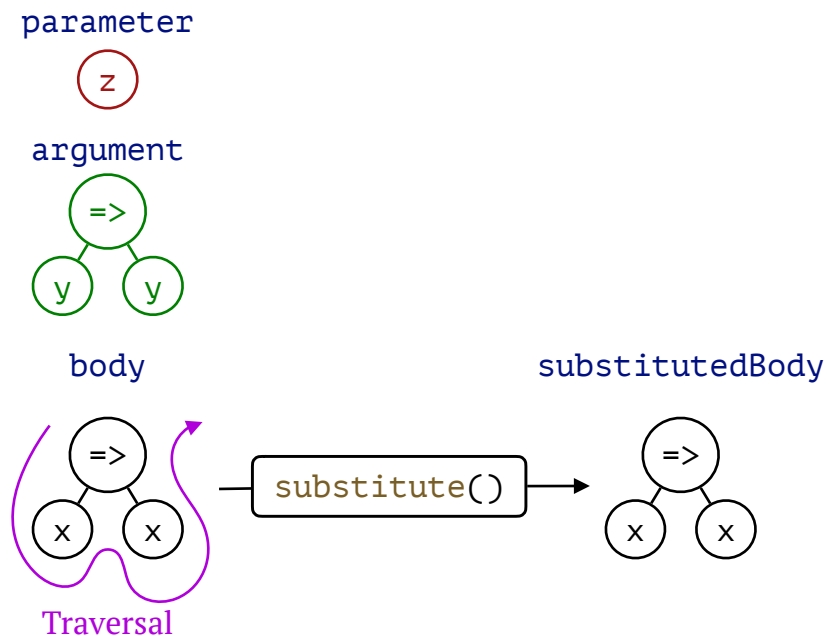 parameter
z
argument
=>
y y
body substitutedBody
=> =>
substitute()
x x x x
Traversal